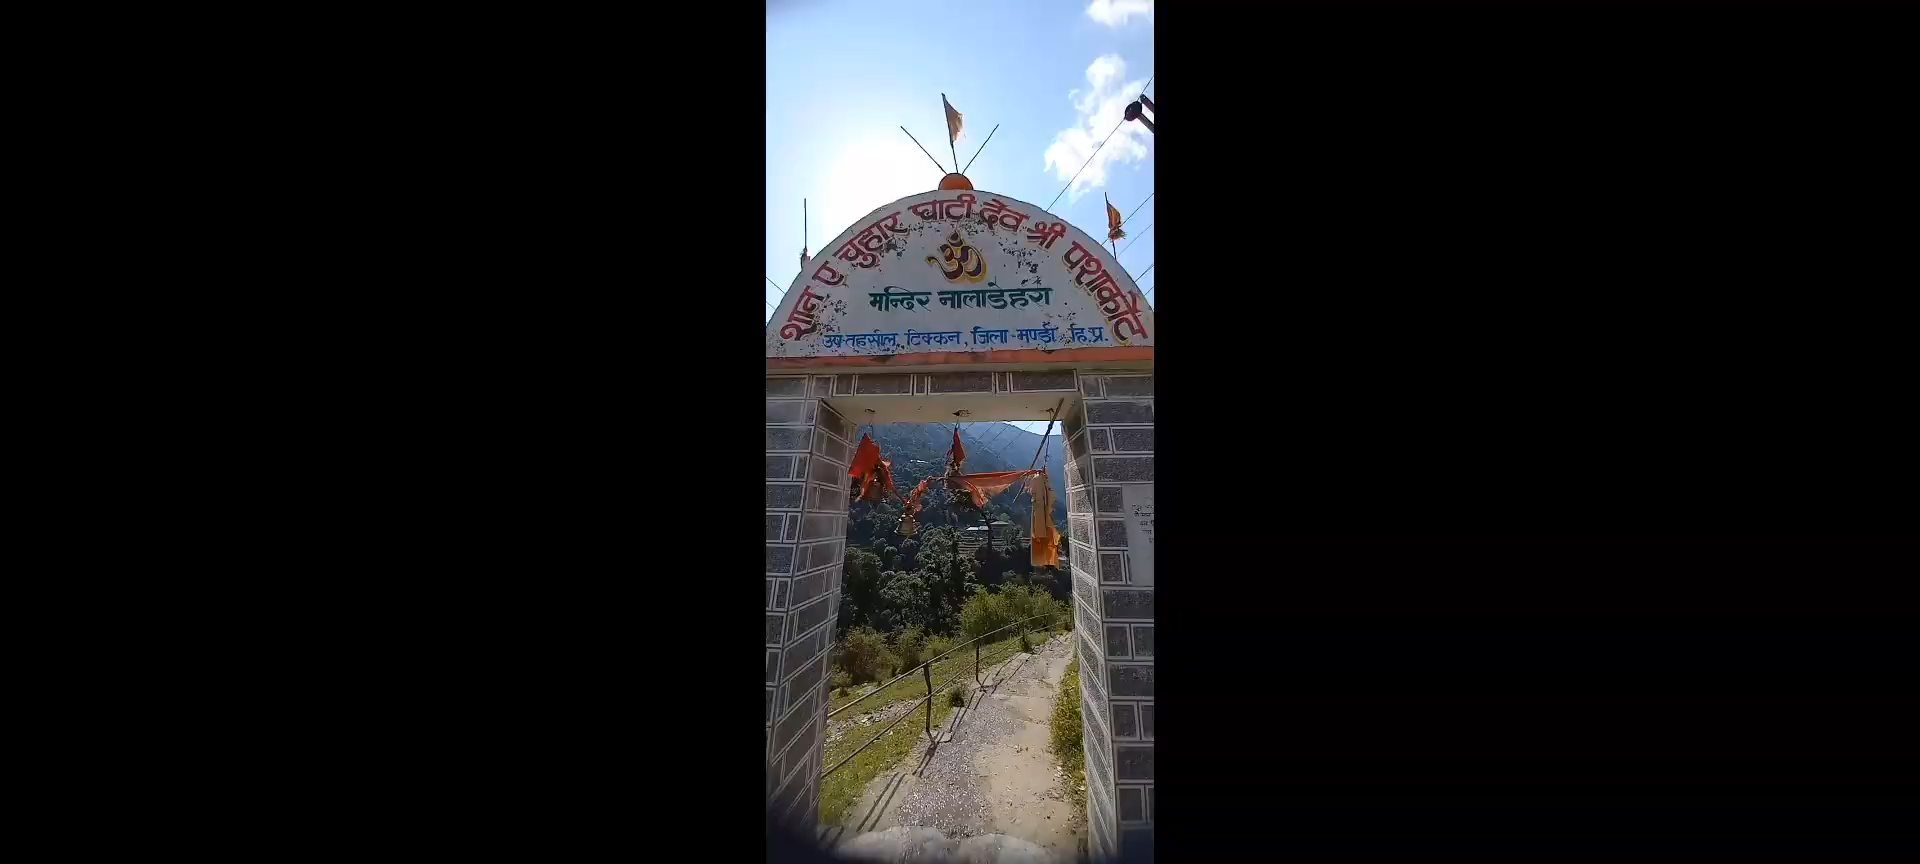 शान ए चुहार घाटी देव श्री पशाकोट
ॐ
मन्दिर नालाडेहरा
उप-तहसील, टिक्कन, जिला मण्डी हि.प्र.